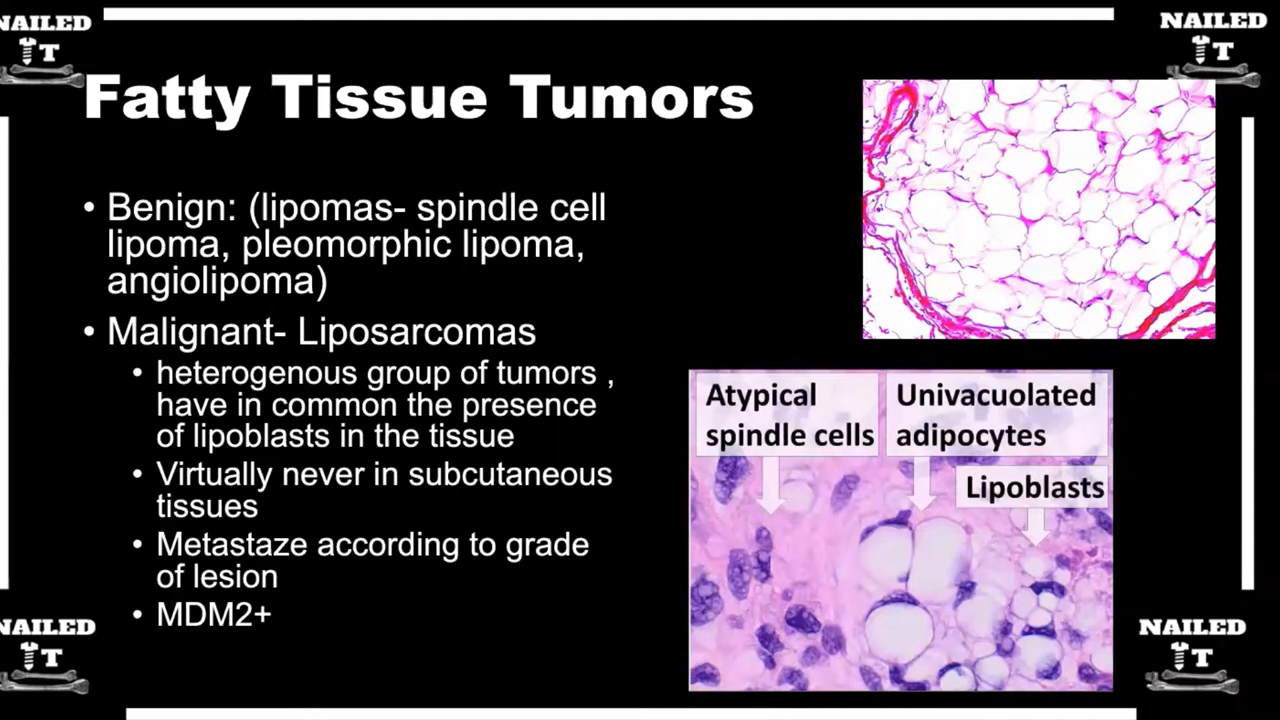 NAILED
IT
NAILED
IT
Fatty Tissue Tumors
• Benign: (lipomas- spindle cell
lipoma, pleomorphic lipoma,
angiolipoma)
• Malignant- Liposarcomas
• heterogenous group of tumors ,
have in common the presence
of lipoblasts in the tissue
• Virtually never in subcutaneous
tissues
• Metastaze according to grade
of lesion
• MDM2+
Atypical
spindle cells
Univacuolated
adipocytes
Lipoblasts
NAILED
IT
NAILED
IT